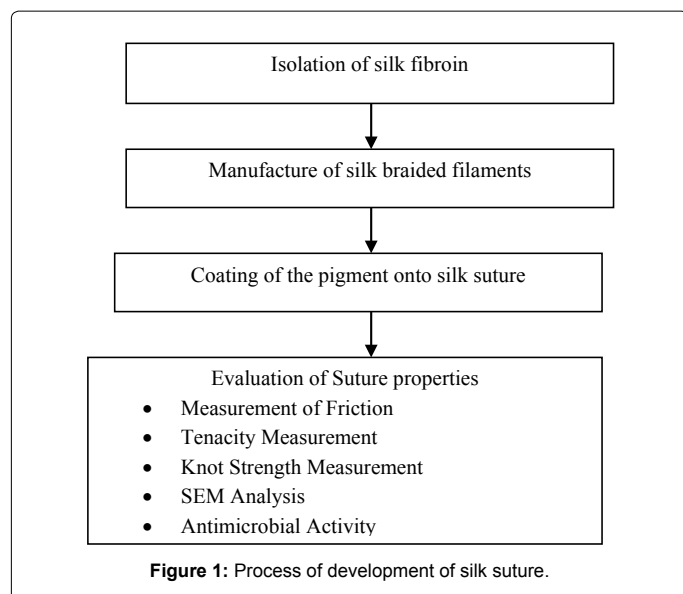 Isolation of silk fibroin
Manufacture of silk braided filaments
Coating of the pigment onto silk suture
Evaluation of Suture properties
• Measurement of Friction
• Tenacity Measurement
• Knot Strength Measurement
• SEM Analysis
• Antimicrobial Activity
Figure 1: Process of development of silk suture.